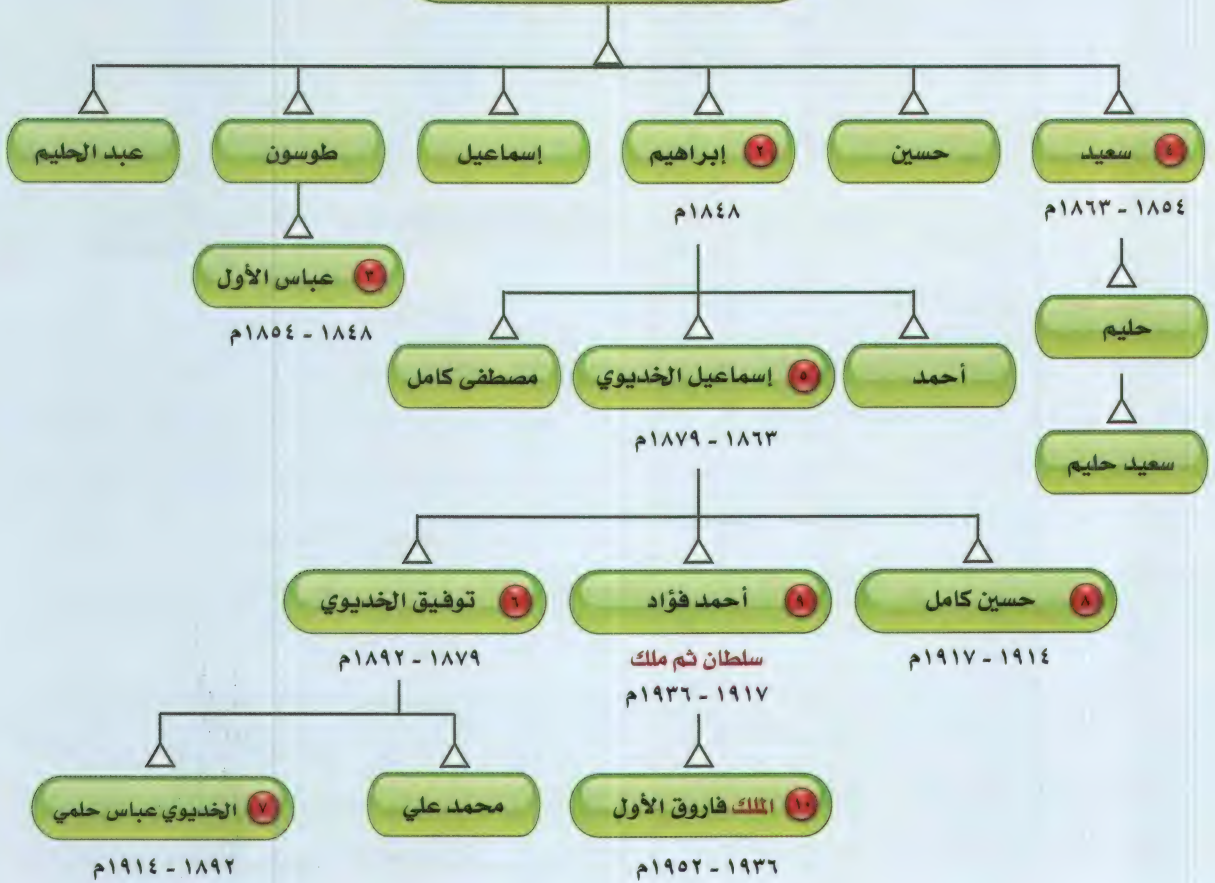 ٤ سعيد
حسين
٢ إبراهيم
إسماعيل
طوسون
عبد الحليم
١٨٥٤ - ١٨٦٣م
١٨٤٨م
٣ عباس الأول
١٨٤٨ - ١٨٥٤م
حليم
أحمد
٥ إسماعيل الخديوي
مصطفى كامل
١٨٦٣ - ١٨٧٩م
سعيد حليم
٨ حسين كامل
٩ أحمد فؤاد
٦ توفيق الخديوي
١٩١٤ - ١٩١٧م
سلطان ثم ملك
١٩١٧ - ١٩٣٦م
١٨٧٩ - ١٨٩٢م
١٠ الملك فاروق الأول
محمد علي
٧ الخديوي عباس حلمي
١٩٣٦ - ١٩٥٢م
١٨٩٢ - ١٩١٤م